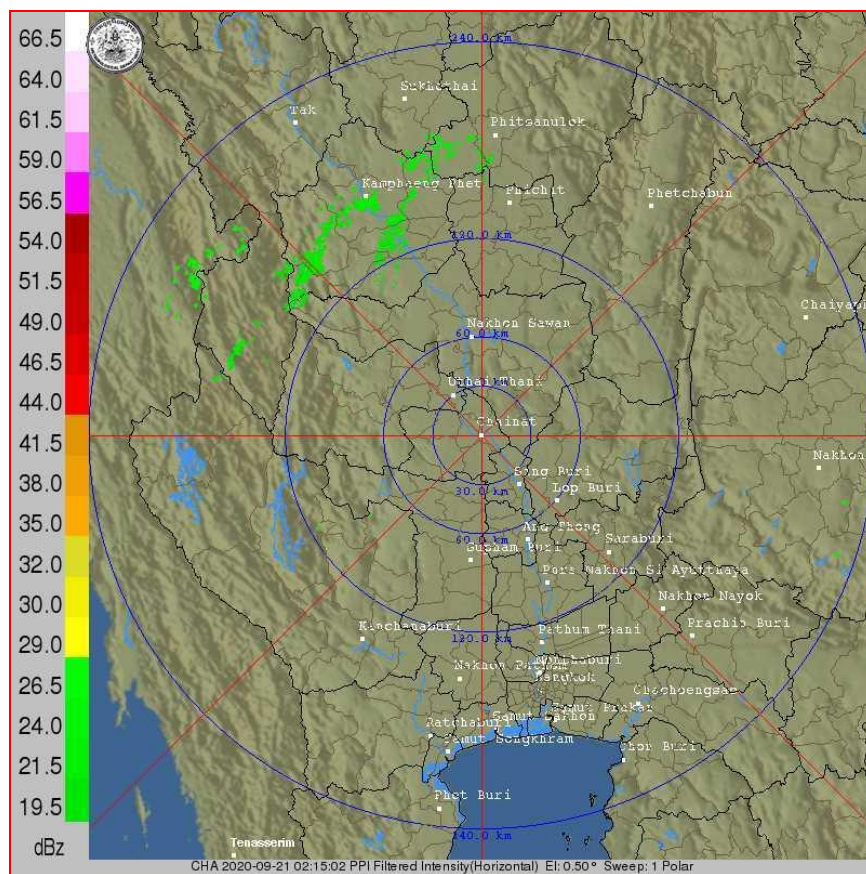 66.5
64.0
61.5
59.0
56.5
54.0
51.5
49.0
46.5
44.0
41.5
38.0
35.0
32.0
30.0
29.0
26.5
24.0
21.5
19.5
dBz
240.0 km
Sukhothai
Tak
Phitsanulok
Kamphaeng Phet
Phichit
Phetchabun
120.0 km
Chaiyaph
Nakhon Sawan
60.0 km
Uthai Thani
Chainat
Nakhon
Sing Buri
30.0 km
Lop Buri
Ang Thong
60.0 km
Saraburi
Pora Nakhon Si Ayutthaya
Nakhon Nayok
Kanchanaburi
120.0 km
Pathum Thani
Prachin Buri
Nakhon Pathom
Nonthaburi
Bangkok
Chachoengsao
Samut Prakan
Samut Sakhon
Ratchaburi
Samut Songkhram
Chon Buri
Phet Buri
240.0 km
Tenasserim
CHA 2020-09-21 02:15:02 PPI Filtered Intensity(Horizontal) El: 0.50° Sweep: 1 Polar